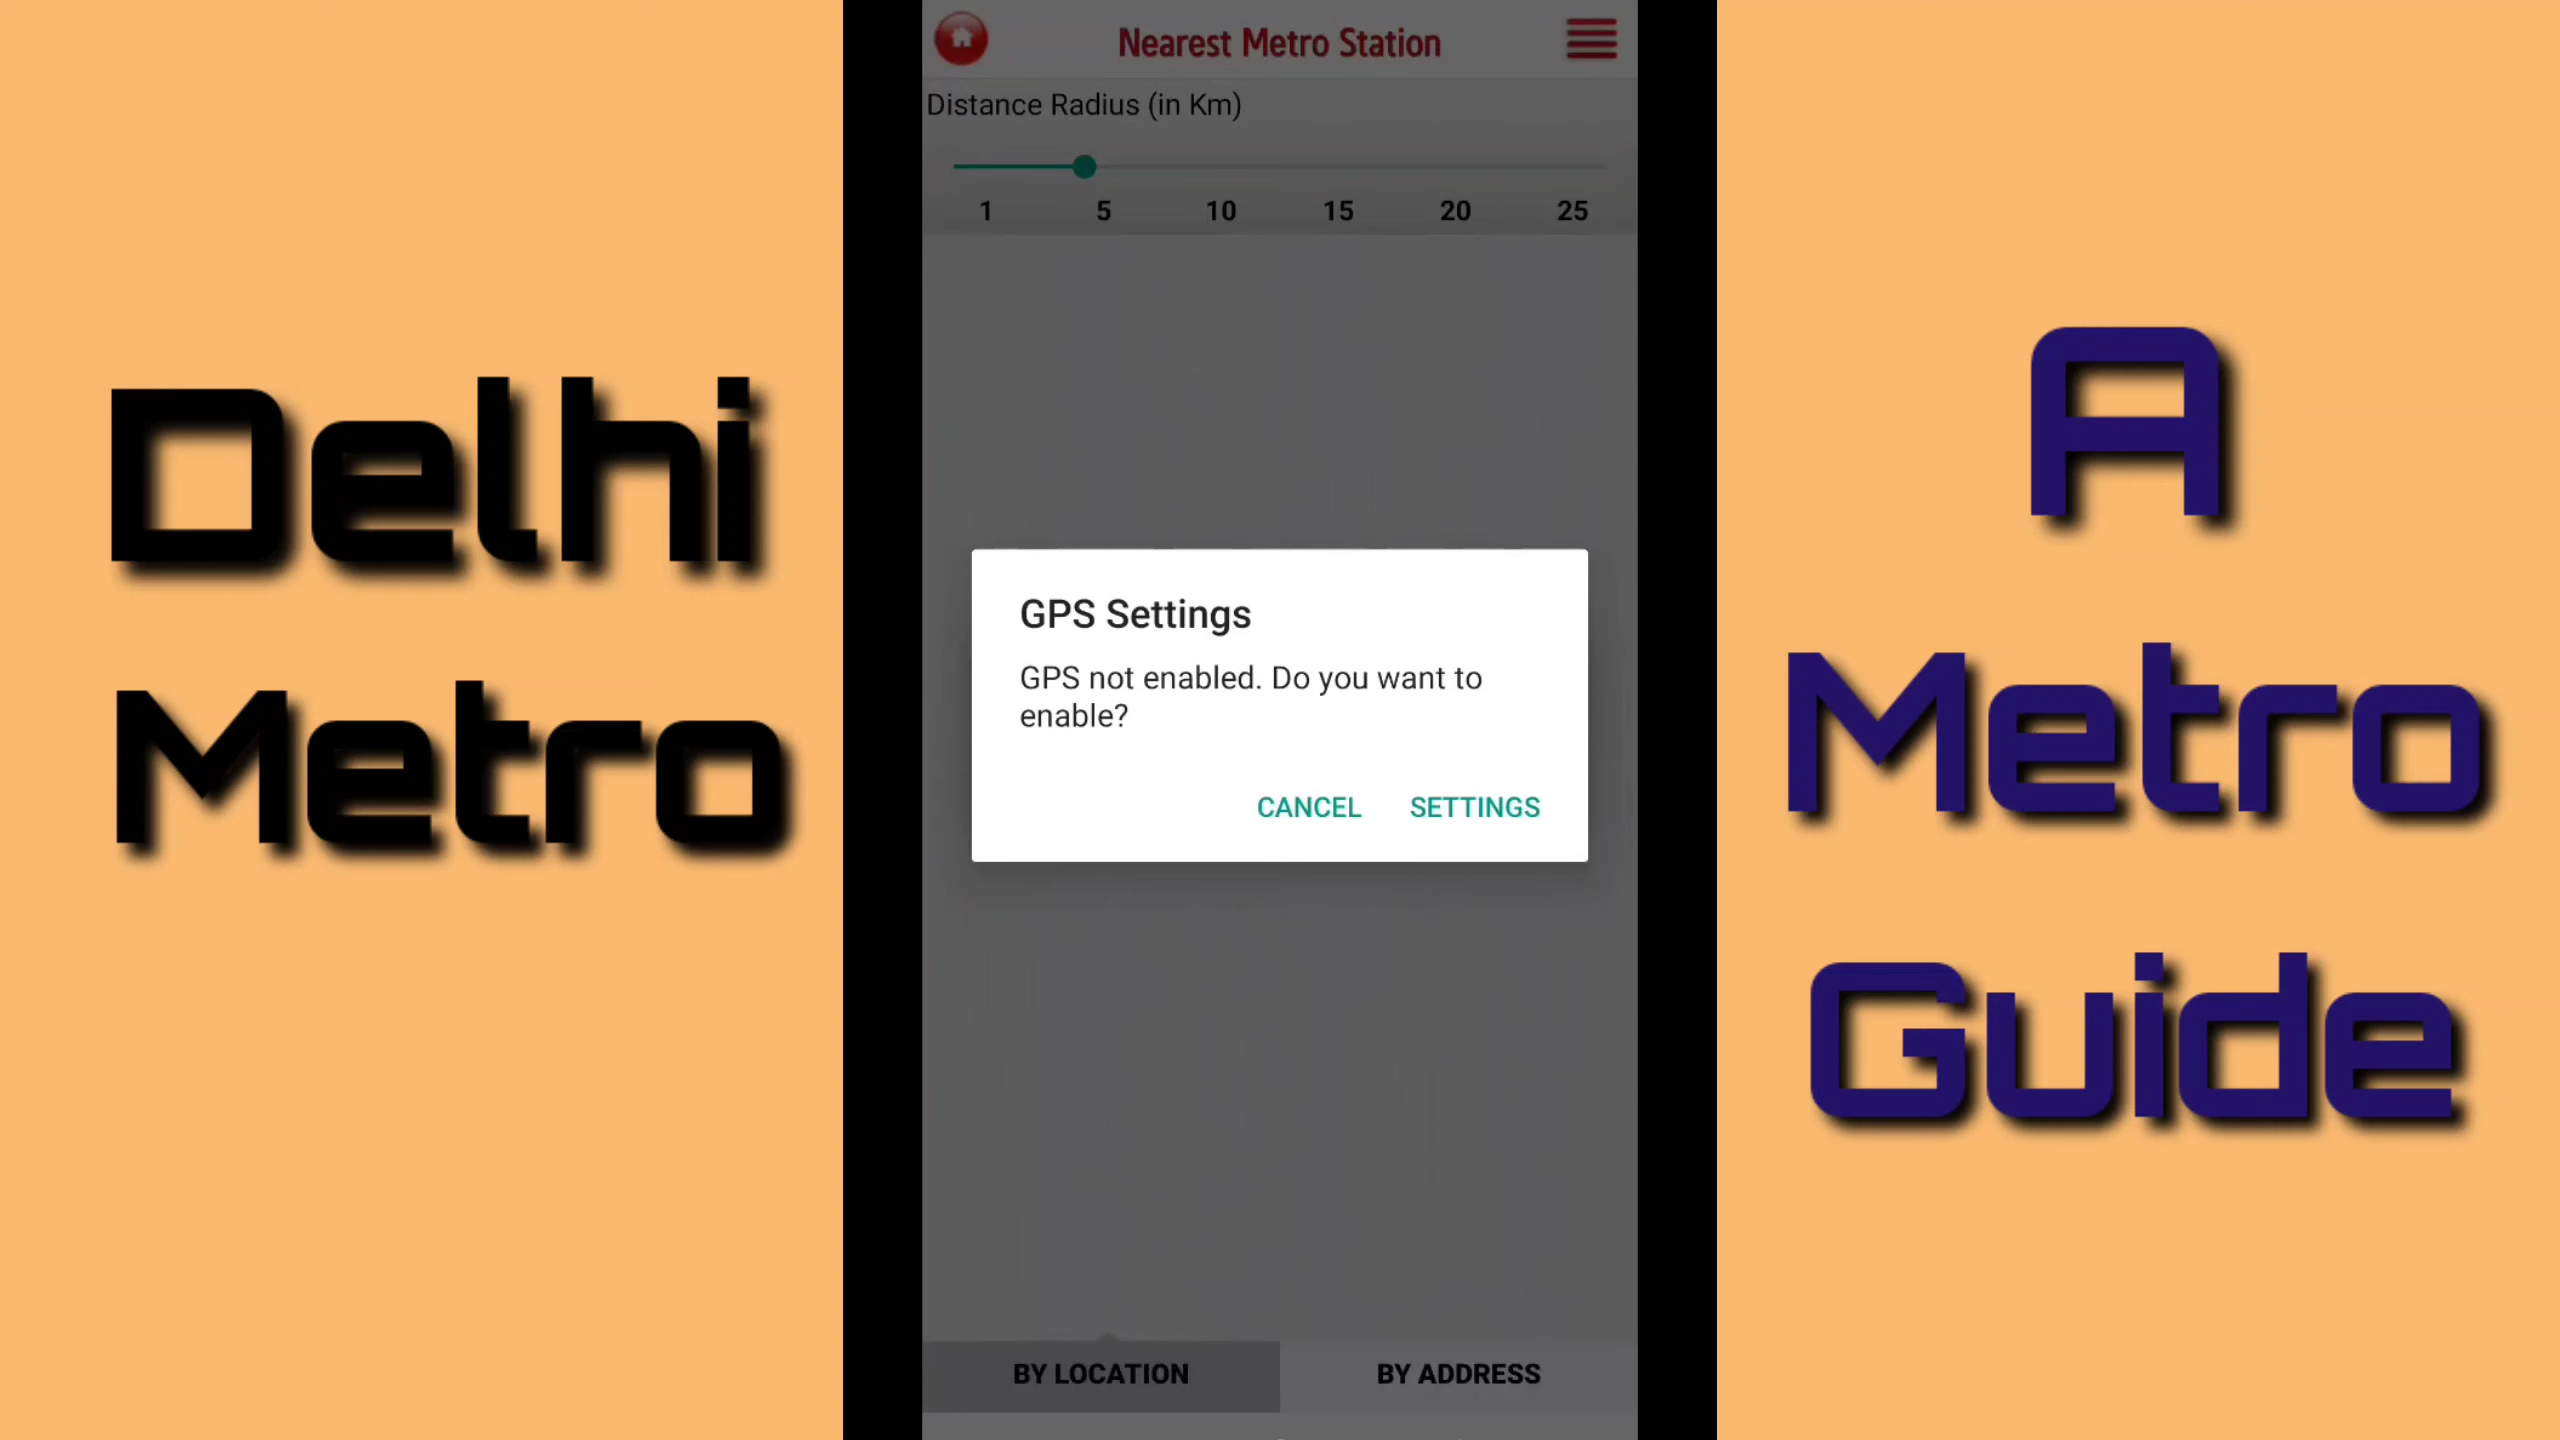 Delhi
Metro
Nearest Metro Station
Distance Radius (in Km)
1 5 10 15 20 25
GPS Settings
GPS not enabled. Do you want to
enable?
CANCEL SETTINGS
BY LOCATION BY ADDRESS
A
Metro
Guide